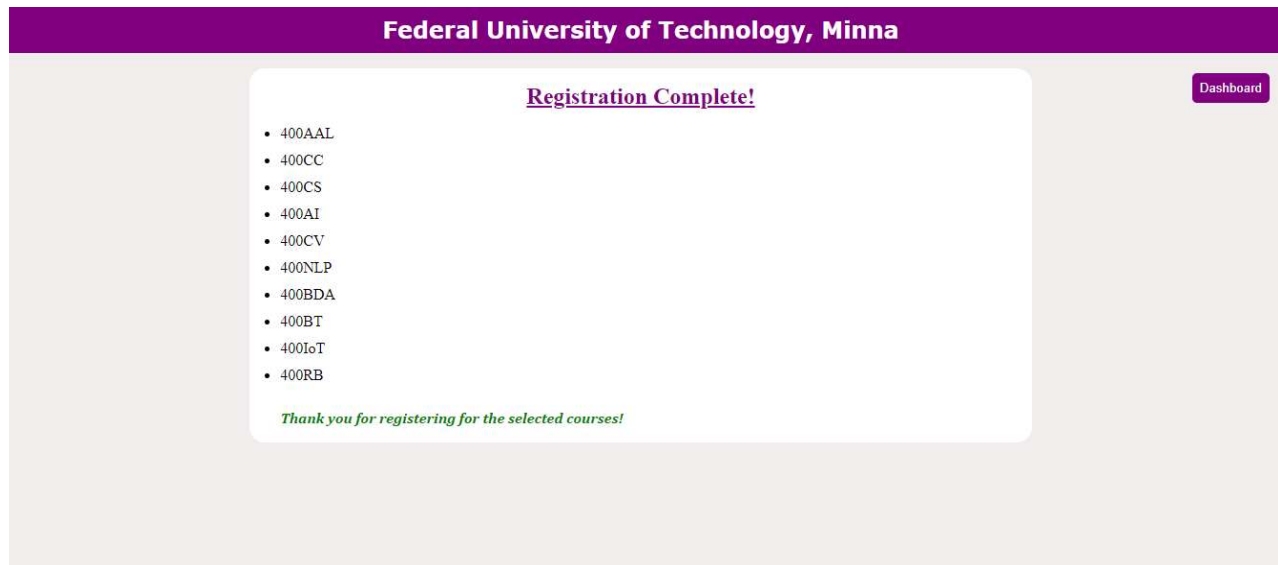 Federal University of Technology, Minna
Dashboard
Registration Complete!
• 400AAL
• 400CC
• 400CS
• 400AI
• 400CV
• 400NLP
• 400BDA
• 400BT
• 400IoT
• 400RB
Thank you for registering for the selected courses!